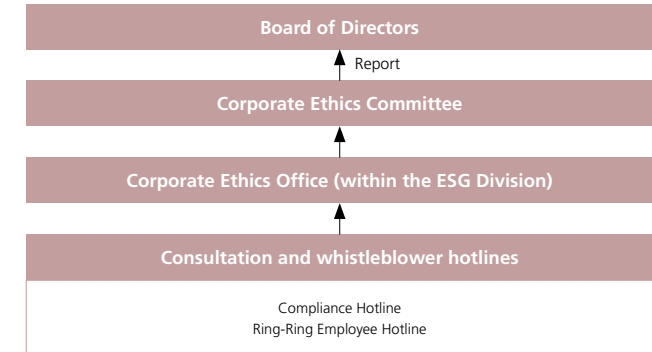 Board of Directors
Report
Corporate Ethics Committee
Corporate Ethics Office (within the ESG Division)
Consultation and whistleblower hotlines
Compliance Hotline
Ring-Ring Employee Hotline